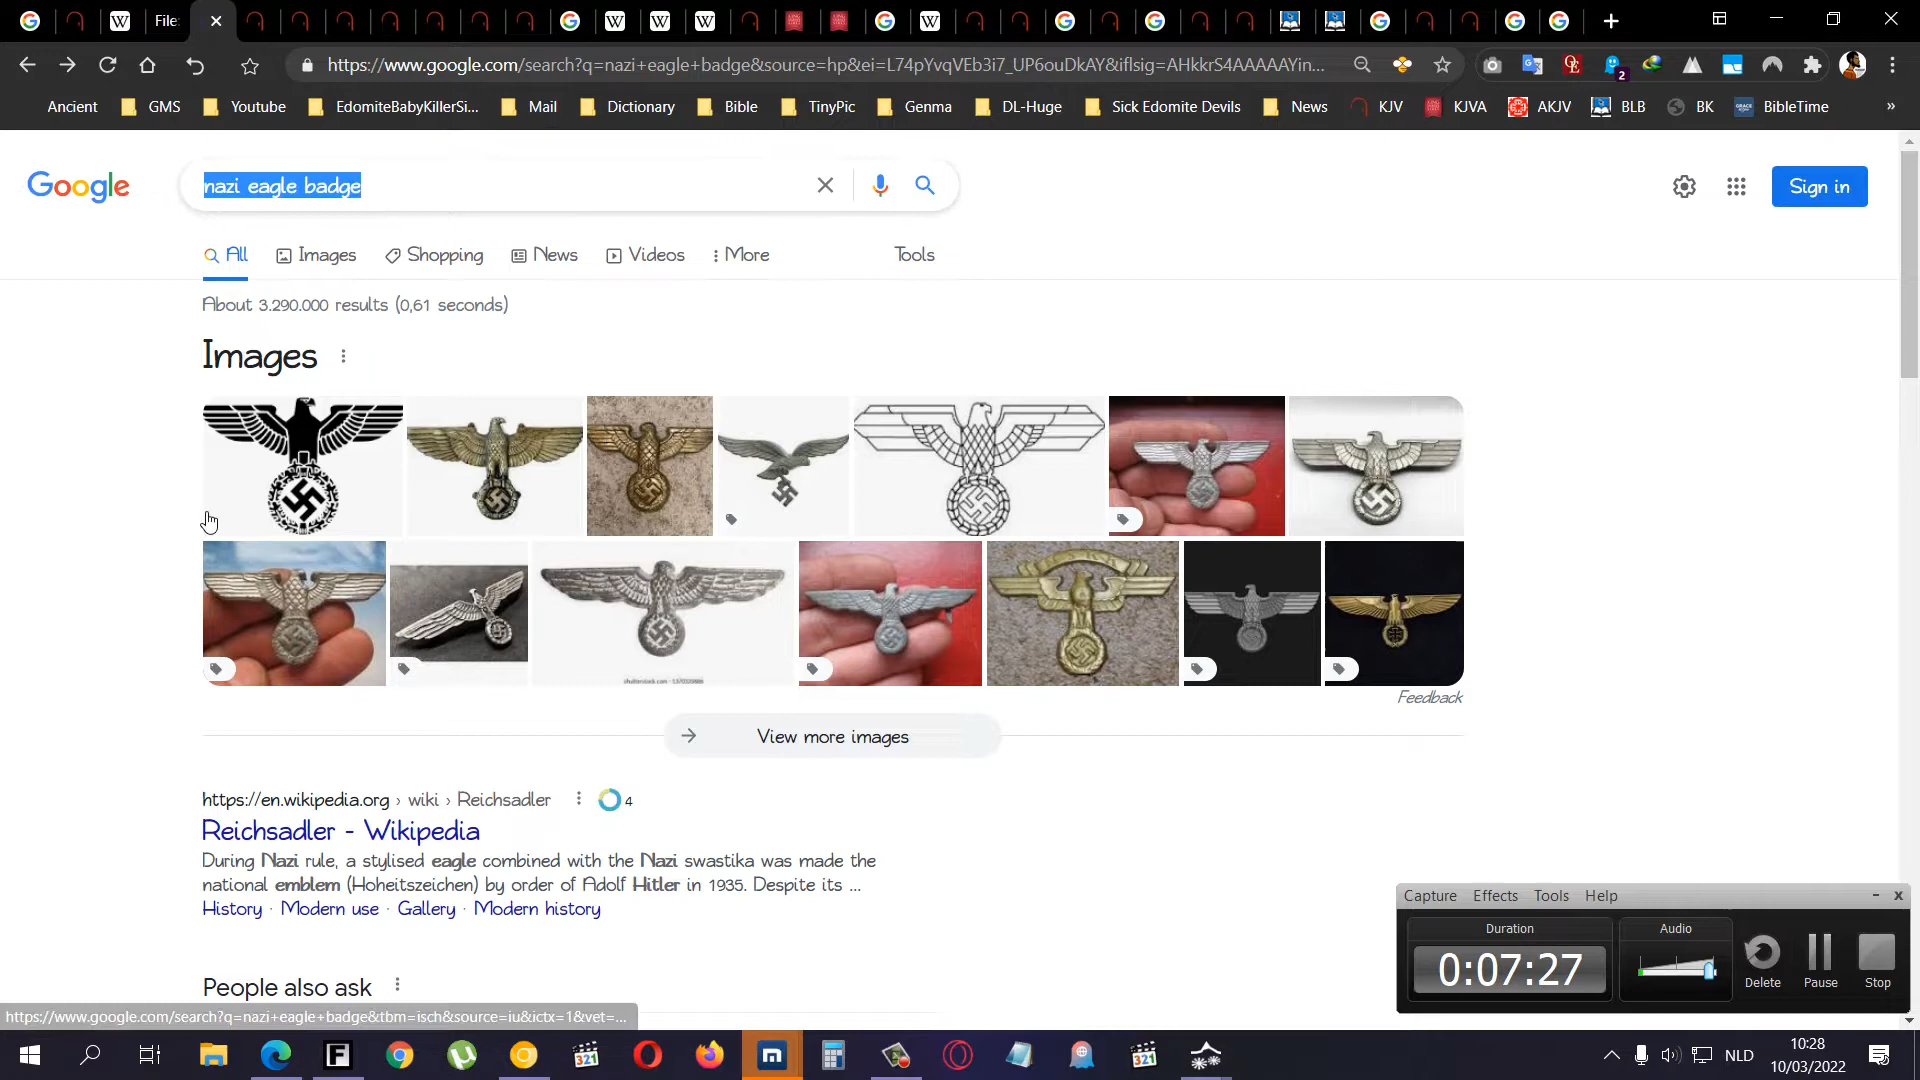 File:
https://www.google.com/search?q=nazi+eagle+badge&source=hp&ei=L74pYvqVEb3i7_UP6ouDkAY&iflsig=AHkkrS4AAAAAYin...
2
Ancient GMS Youtube EdomiteBabyKillerSi... Mail Dictionary Bible TinyPic Genma DL-Huge Sick Edomite Devils News KJV KJVA AKJV BLB BK BibleTime »
Google nazi eagle badge Sign in
All Images Shopping News Videos More Tools
About 3.290.000 results (0,61 seconds)
Images
Feedback
View more images
https://en.wikipedia.org › wiki › Reichsadler 4
Reichsadler - Wikipedia
During Nazi rule, a stylised eagle combined with the Nazi swastika was made the
national emblem (Hoheitszeichen) by order of Adolf Hitler in 1935. Despite its ...
History · Modern use · Gallery · Modern history
People also ask
https://www.google.com/search?q=nazi+eagle+badge&tbm=isch&source=iu&ictx=1&vet=...
Capture Effects Tools Help
Duration Audio
0:07:27
Delete Pause Stop
NLD
10:28
10/03/2022